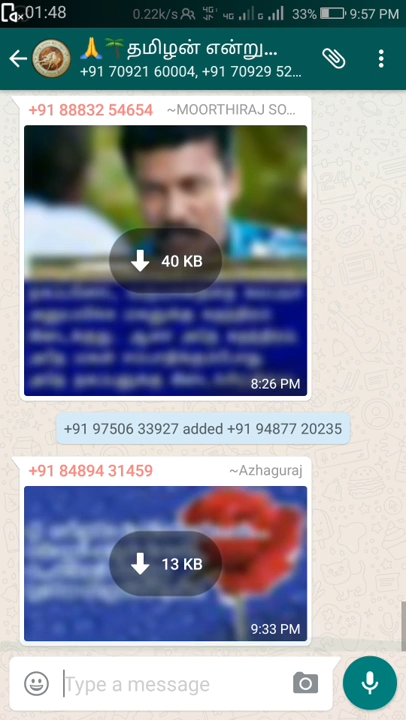 01:48 0.22k/s 4G 4G G 33% 9:57 PM
🙏🌴தமிழன் என்று...
+91 70921 60004, +91 70929 52...
+91 88832 54654 ~MOORTHIRAJ SO...
40 KB
8:26 PM
+91 97506 33927 added +91 94877 20235
+91 84894 31459 ~Azhaguraj
13 KB
9:33 PM
Type a message